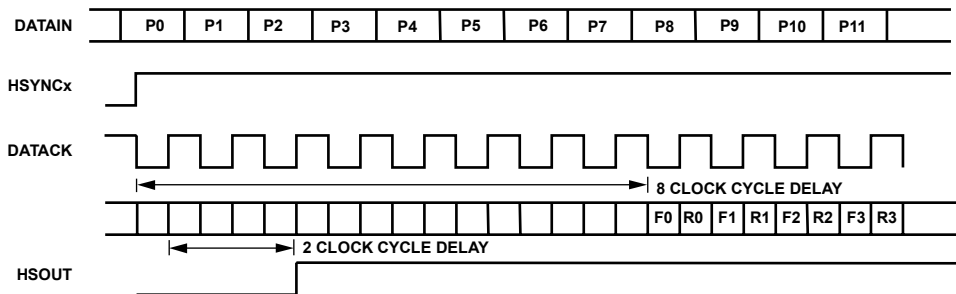 DATAIN P0 P1 P2 P3 P4 P5 P6 P7 P8 P9 P10 P11
HSYNCx
DATACK
8 CLOCK CYCLE DELAY
F0 R0 F1 R1 F2 R2 F3 R3
2 CLOCK CYCLE DELAY
HSOUT